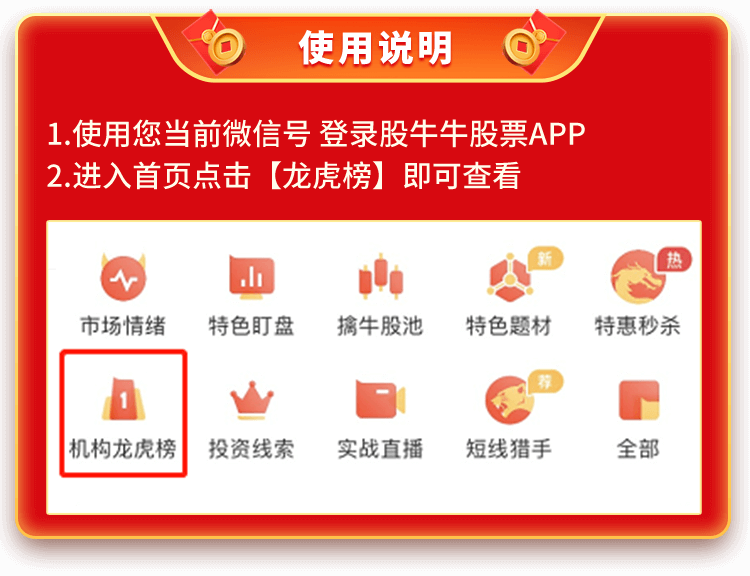 使用说明
1.使用您当前微信号 登录股牛牛股票APP
2.进入首页点击【龙虎榜】即可查看
新
热
市场情绪 特色盯盘 擒牛股池 特色题材 特惠秒杀
1
荐
机构龙虎榜 投资线索 实战直播 短线猎手 全部